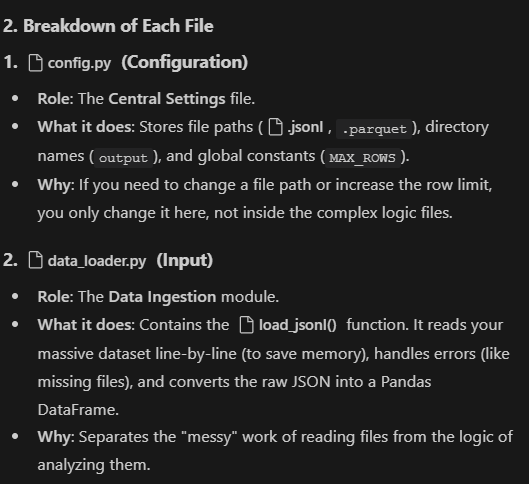 2. Breakdown of Each File
1. config.py (Configuration)
• Role: The Central Settings file.
• What it does: Stores file paths ( .jsonl , .parquet ), directory
names ( output ), and global constants ( MAX_ROWS ).
• Why: If you need to change a file path or increase the row limit,
you only change it here, not inside the complex logic files.
2. data_loader.py (Input)
• Role: The Data Ingestion module.
• What it does: Contains the load_jsonl() function. It reads your
massive dataset line-by-line (to save memory), handles errors (like
missing files), and converts the raw JSON into a Pandas
DataFrame.
• Why: Separates the "messy" work of reading files from the logic of
analyzing them.